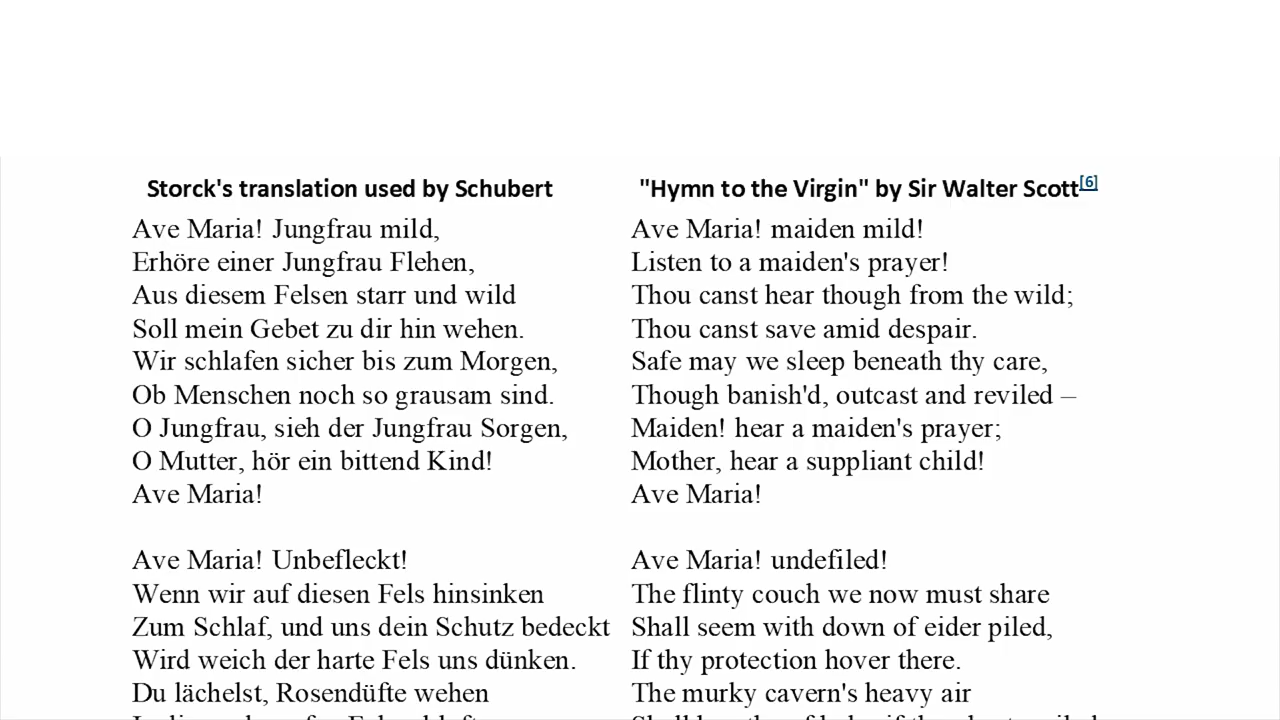 Storck's translation used by Schubert
Ave Maria! Jungfrau mild,
Erhöre einer Jungfrau Flehen,
Aus diesem Felsen starr und wild
Soll mein Gebet zu dir hin wehen.
Wir schlafen sicher bis zum Morgen,
Ob Menschen noch so grausam sind.
O Jungfrau, sieh der Jungfrau Sorgen,
O Mutter, hör ein bittend Kind!
Ave Maria!
Ave Maria! Unbefleckt!
Wenn wir auf diesen Fels hinsinken
Zum Schlaf, und uns dein Schutz bedeckt
Wird weich der harte Fels uns dünken.
Du lächelst, Rosendüfte wehen
"Hymn to the Virgin" by Sir Walter Scott[6]
Ave Maria! maiden mild!
Listen to a maiden's prayer!
Thou canst hear though from the wild;
Thou canst save amid despair.
Safe may we sleep beneath thy care,
Though banish'd, outcast and reviled –
Maiden! hear a maiden's prayer;
Mother, hear a suppliant child!
Ave Maria!
Ave Maria! undefiled!
The flinty couch we now must share
Shall seem with down of eider piled,
If thy protection hover there.
The murky cavern's heavy air